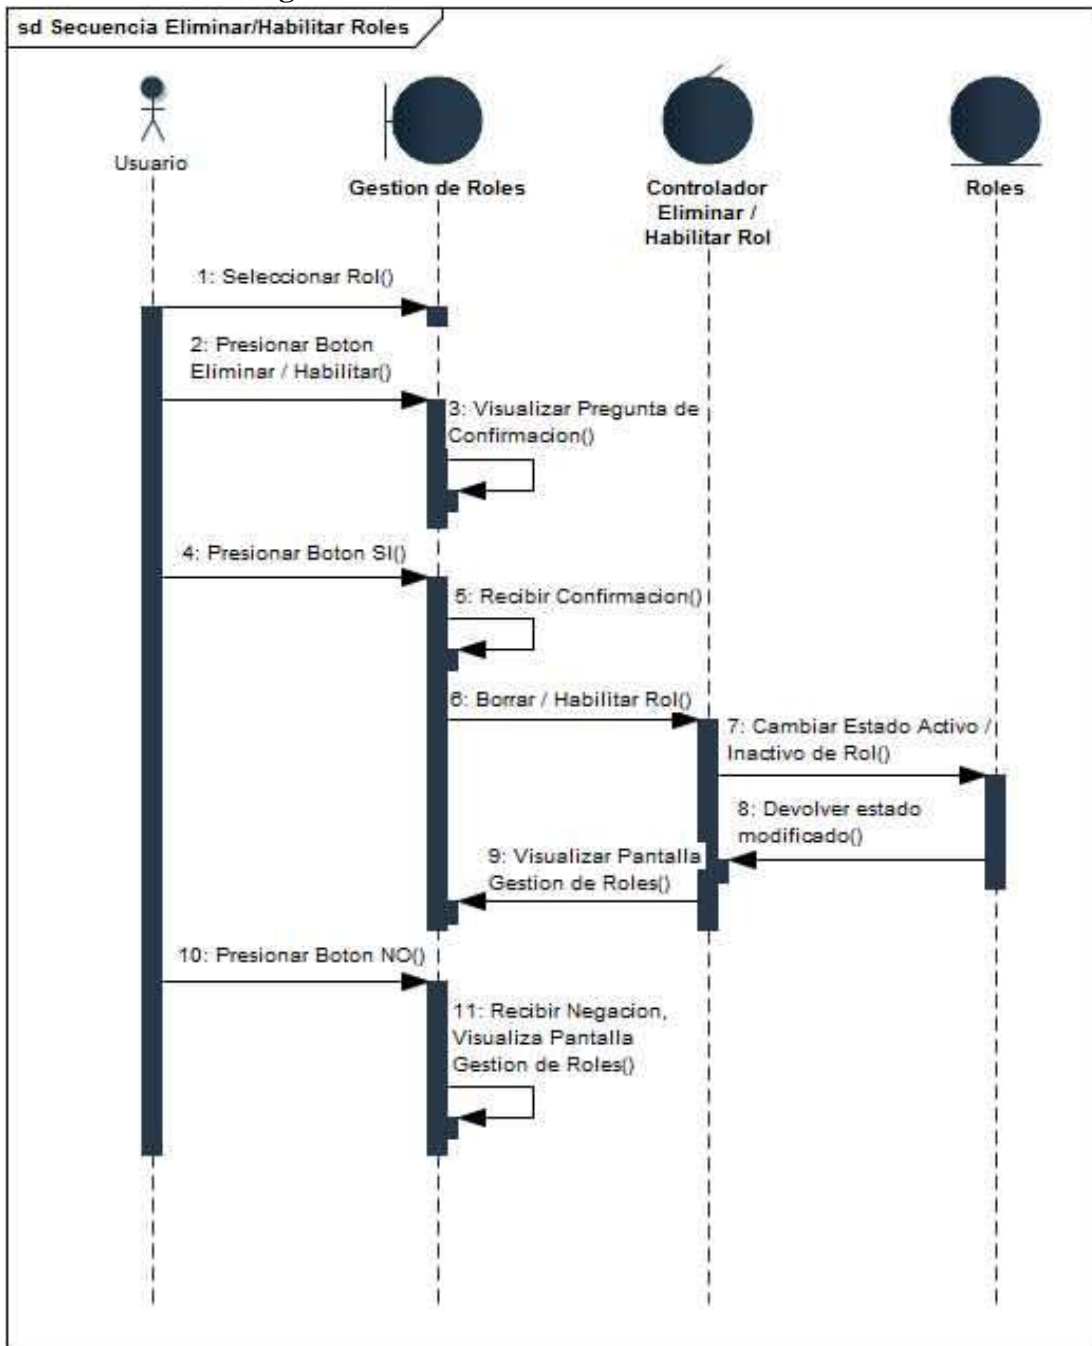 sd Secuencia Eliminar/Habilitar Roles
Usuario
Gestion de Roles
Controlador
Eliminar /
Habilitar Rol
Roles
1: Seleccionar Rol()
2: Presionar Boton
Eliminar / Habilitar()
3: Visualizar Pregunta de
Confirmacion()
4: Presionar Boton SI()
5: Recibir Confirmacion()
6: Borrar / Habilitar Rol()
7: Cambiar Estado Activo /
Inactivo de Rol()
8: Devolver estado
modificado()
9: Visualizar Pantalla
Gestion de Roles()
10: Presionar Boton NO()
11: Recibir Negacion,
Visualiza Pantalla
Gestion de Roles()